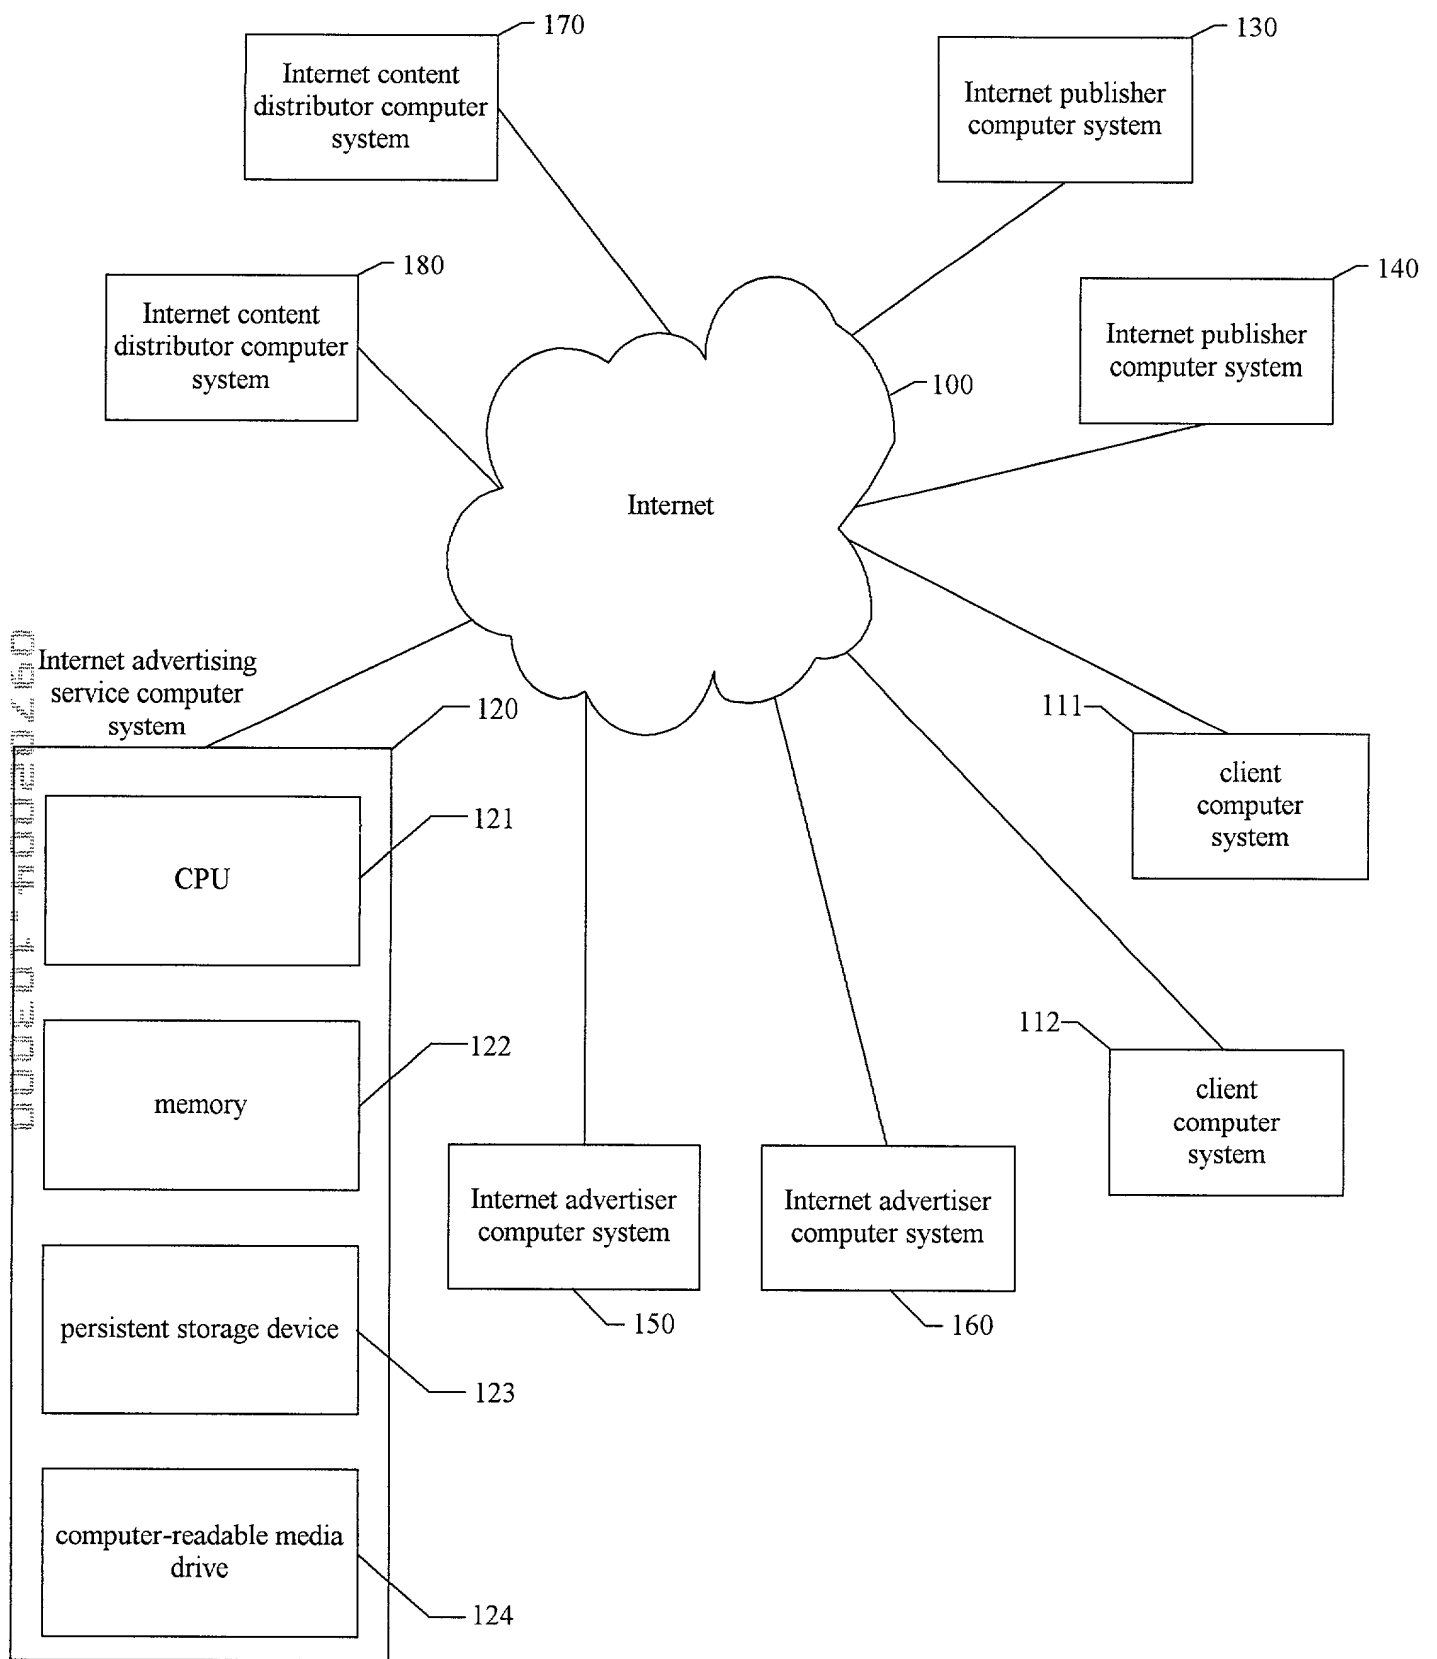 170
Internet content
distributor computer
system
130
Internet publisher
computer system
180
Internet content
distributor computer
system
140
Internet publisher
computer system
100
Internet
Internet advertising
service computer
system
120
111
client
computer
system
CPU
121
112
client
computer
system
memory
122
Internet advertiser
computer system
150
Internet advertiser
computer system
160
persistent storage device
123
computer-readable media
drive
124